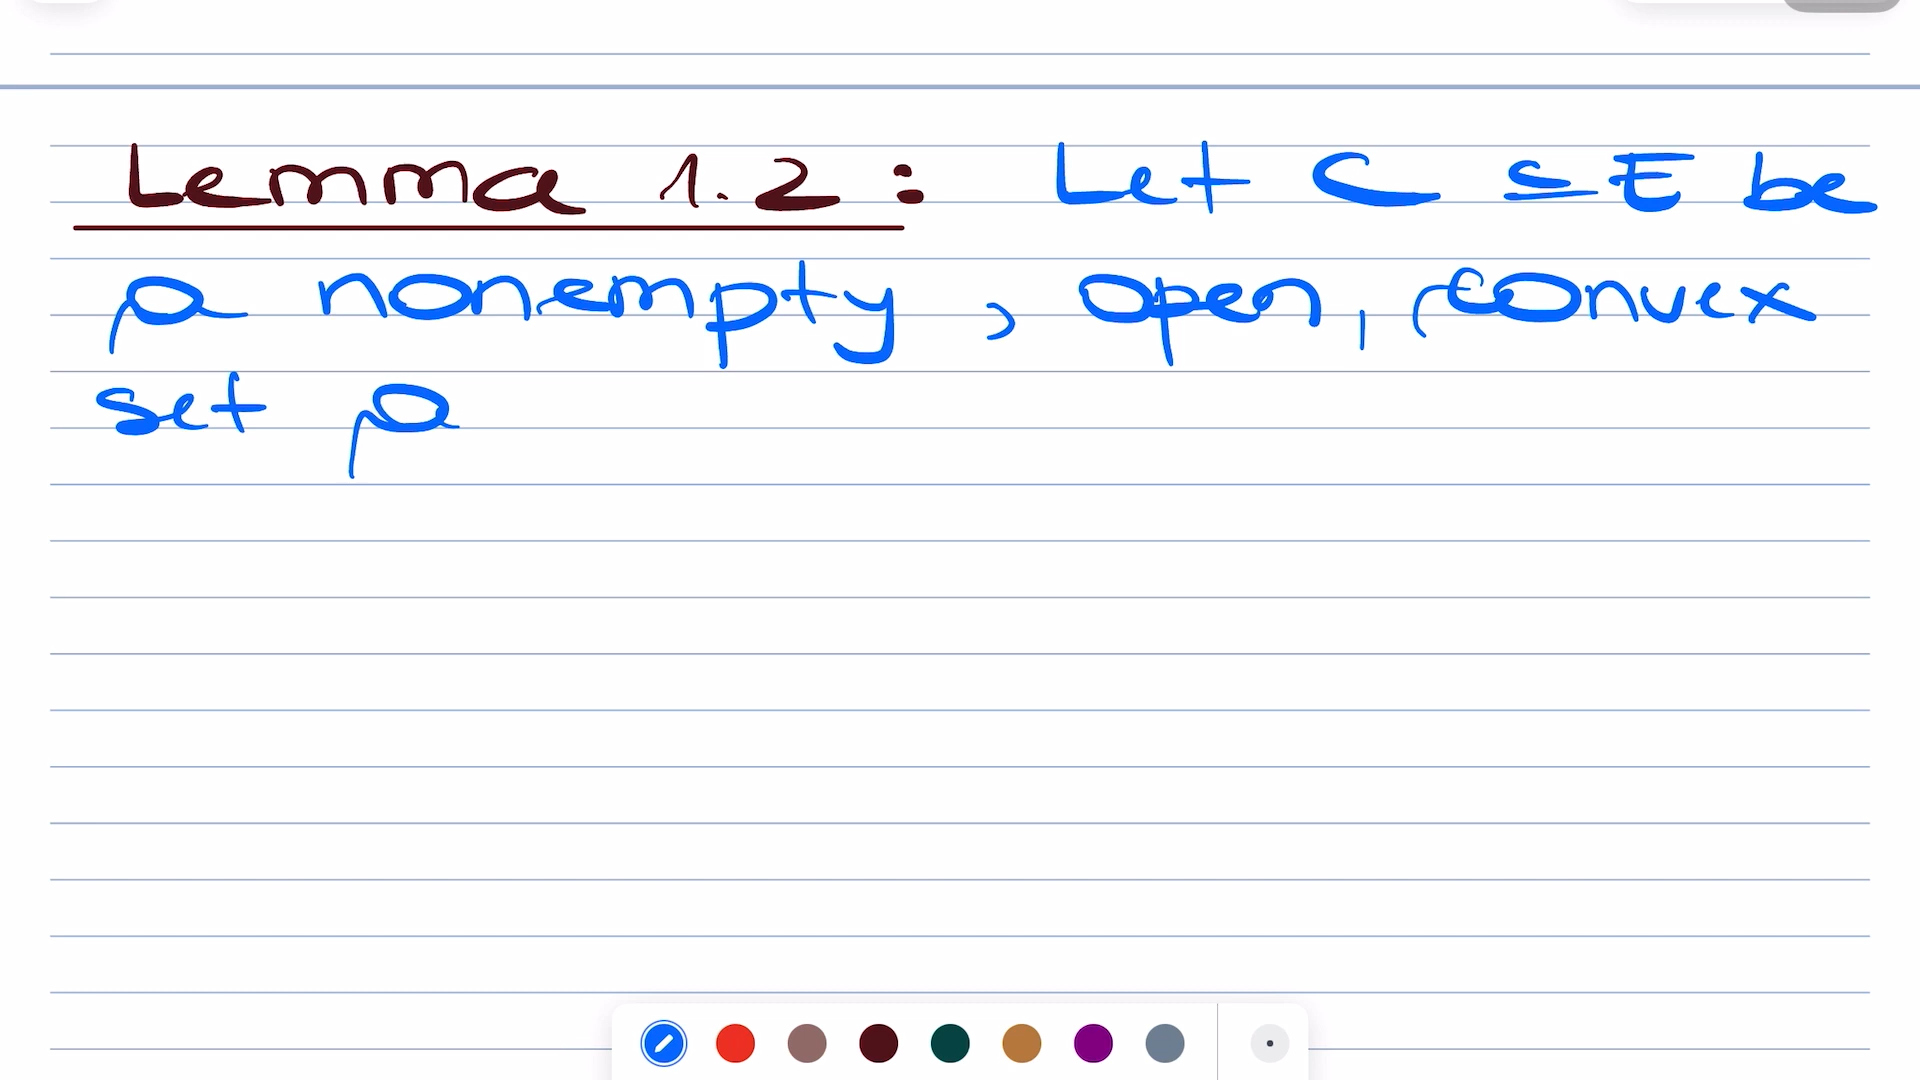 Lemma 1.2 : Let C ⊆ E be
a nonempty, open, convex
set a